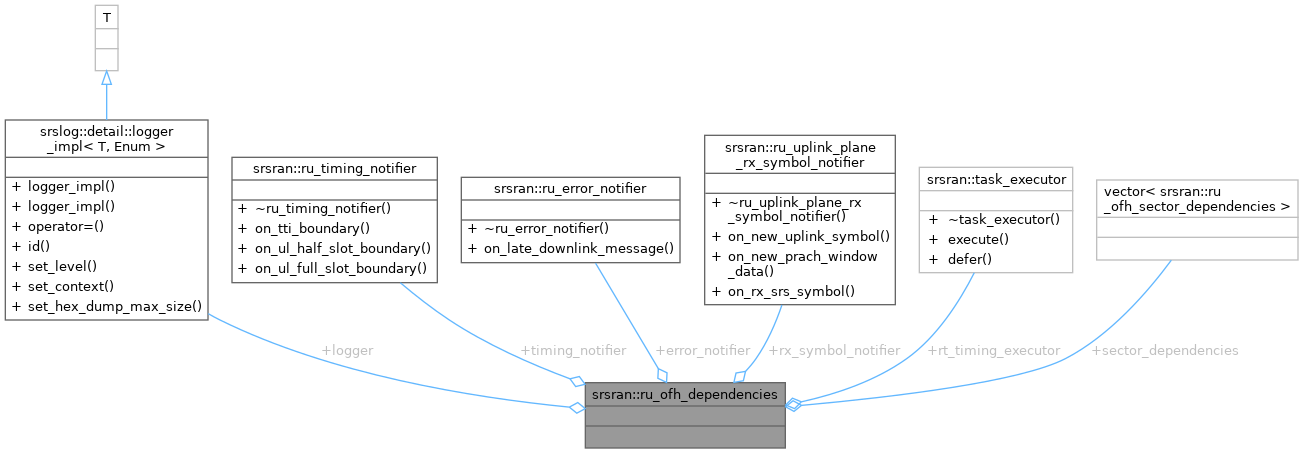 T
srslog::detail::logger
_impl< T, Enum >
+ logger_impl()
+ logger_impl()
+ operator=()
+ id()
+ set_level()
+ set_context()
+ set_hex_dump_max_size()
srsran::ru_timing_notifier
+ ~ru_timing_notifier()
+ on_tti_boundary()
+ on_ul_half_slot_boundary()
+ on_ul_full_slot_boundary()
srsran::ru_error_notifier
+ ~ru_error_notifier()
+ on_late_downlink_message()
srsran::ru_uplink_plane
_rx_symbol_notifier
+ ~ru_uplink_plane_rx
_symbol_notifier()
+ on_new_uplink_symbol()
+ on_new_prach_window
_data()
+ on_rx_srs_symbol()
srsran::task_executor
+ ~task_executor()
+ execute()
+ defer()
vector< srsran::ru
_ofh_sector_dependencies >
+logger
+timing_notifier
+error_notifier
+rx_symbol_notifier
+rt_timing_executor
+sector_dependencies
srsran::ru_ofh_dependencies